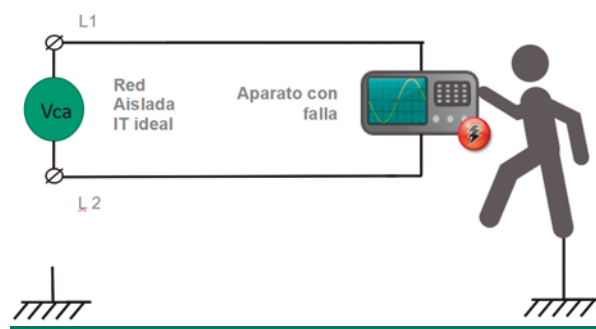 L1
Red
Aislada
IT ideal
Aparato con
falla
Vca
L 2